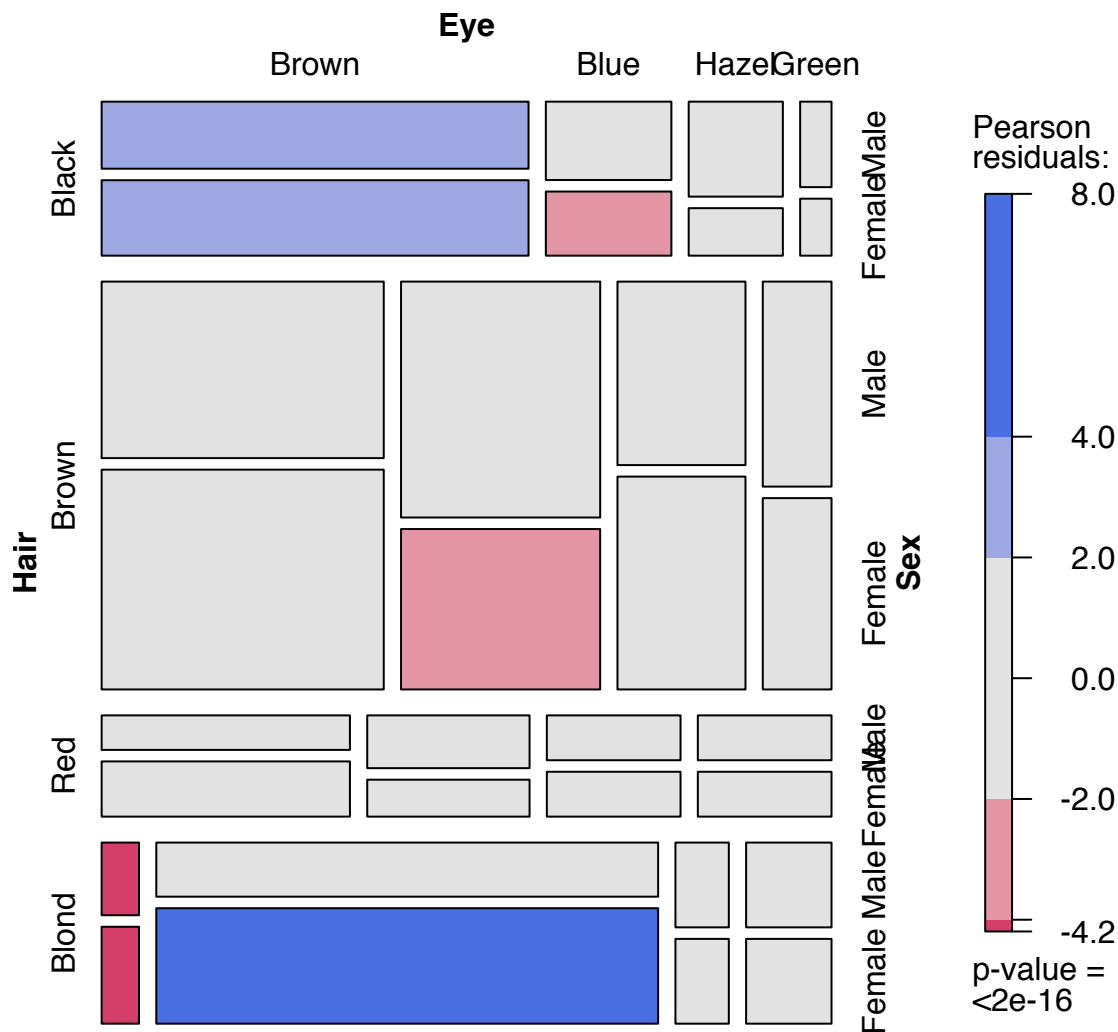 Eye
Brown
Blue
Hazel
Green
Hair
Black
Brown
Red
Blond
Male
Female
Male
Female
Male
Female
Male
Female
Sex
Pearson
residuals:
8.0
4.0
2.0
0.0
-2.0
-4.2
p-value =
<2e-16